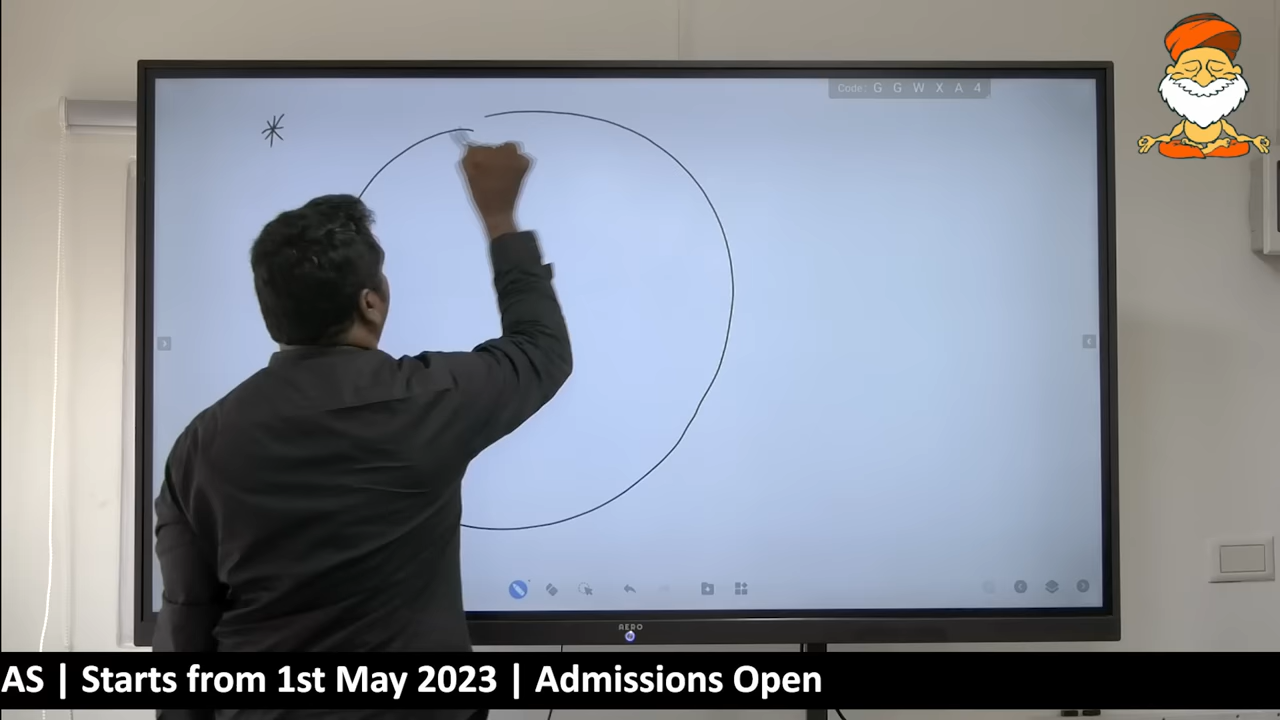 Code: G G W X A 4
AERO
AS | Starts from 1st May 2023 | Admissions Open